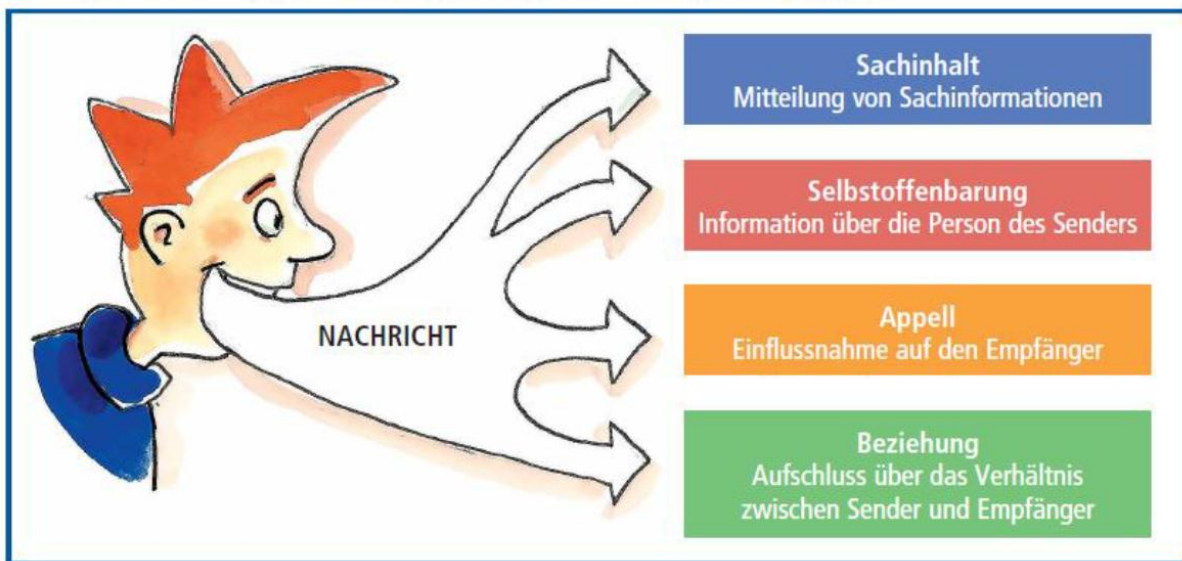 Sachinhalt
Mitteilung von Sachinformationen
Selbstoffenbarung
Information über die Person des Senders
NACHRICHT
Appell
Einflussnahme auf den Empfänger
Beziehung
Aufschluss über das Verhältnis
zwischen Sender und Empfänger